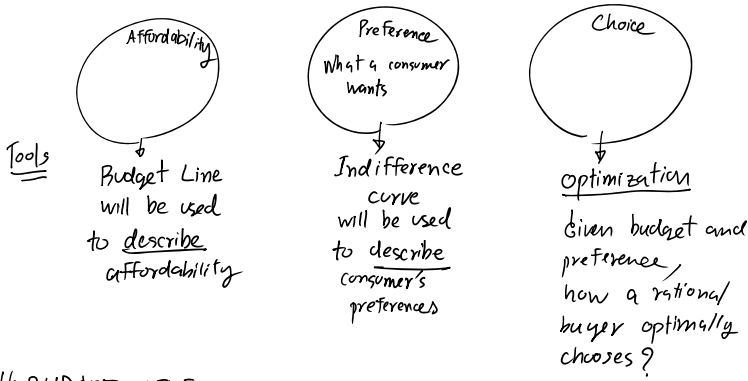 Affordability
Preference
What a consumer
wants
Choice
Tools
Budget Line
will be used
to describe
affordability
Indifference
curve
will be used
to describe
consumer's
preferences
optimization
Given budget and
preference,
how a rational
buyer optimally
chooses?